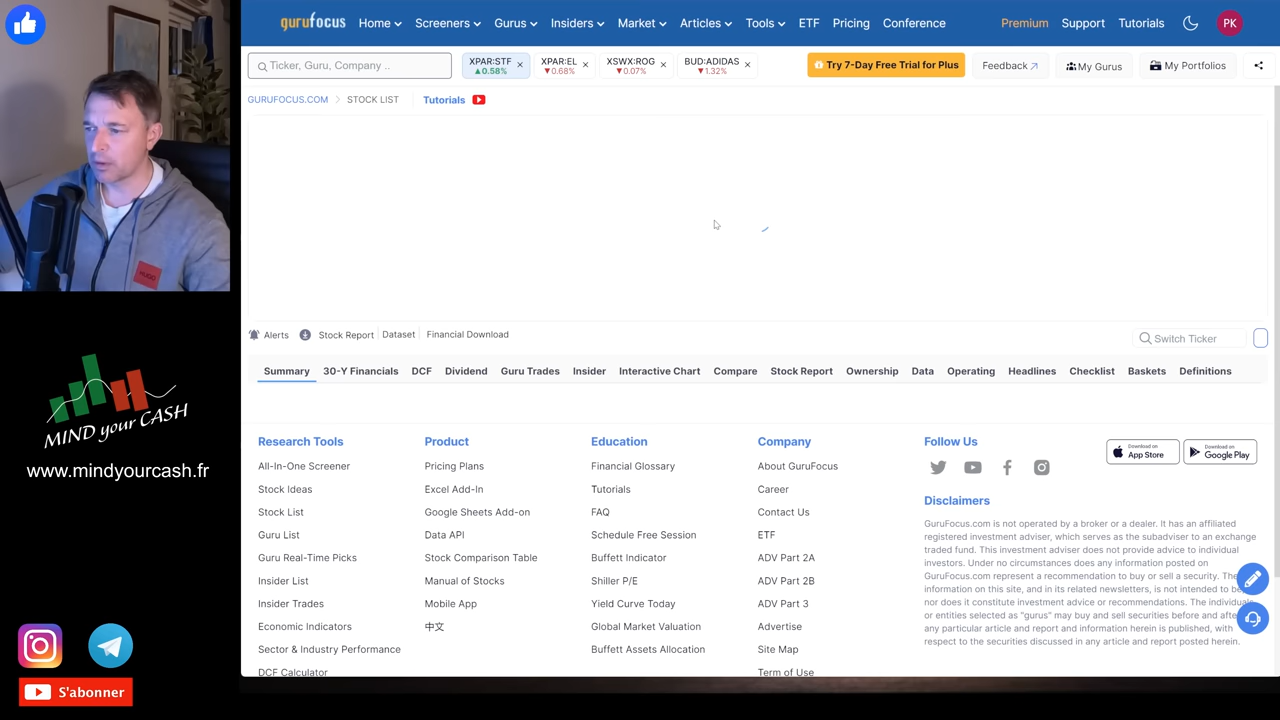 gurufocus
Home
Screeners
Gurus
Insiders
Market
Articles
Tools
ETF
Pricing
Conference
Premium
Support
Tutorials
PK
Ticker, Guru, Company ..
XPAR:STF
0.58%
XPAR:EL
0.68%
XSWX:ROG
0.07%
BUD:ADIDAS
1.32%
Try 7-Day Free Trial for Plus
Feedback
My Gurus
My Portfolios
GURUFOCUS.COM
STOCK LIST
Tutorials
Alerts
Stock Report
Dataset
Financial Download
Switch Ticker
Summary
30-Y Financials
DCF
Dividend
Guru Trades
Insider
Interactive Chart
Compare
Stock Report
Ownership
Data
Operating
Headlines
Checklist
Baskets
Definitions
Research Tools
All-In-One Screener
Stock Ideas
Stock List
Guru List
Guru Real-Time Picks
Insider List
Insider Trades
Economic Indicators
Sector & Industry Performance
DCF Calculator
Product
Pricing Plans
Excel Add-In
Google Sheets Add-on
Data API
Stock Comparison Table
Manual of Stocks
Mobile App
中文
Education
Financial Glossary
Tutorials
FAQ
Schedule Free Session
Buffett Indicator
Shiller P/E
Yield Curve Today
Global Market Valuation
Buffett Assets Allocation
Company
About GuruFocus
Career
Contact Us
ETF
ADV Part 2A
ADV Part 2B
ADV Part 3
Advertise
Site Map
Term of Use
Follow Us
Download on
App Store
Download on
Google Play
Disclaimers
GuruFocus.com is not operated by a broker or a dealer. It has an affiliated
registered investment adviser, which serves as the subadviser to an exchange
traded fund. This investment adviser does not provide advice to individual
investors. Under no circumstances does any information posted on
GuruFocus.com represent a recommendation to buy or sell a security. The
information on this site, and in its related newsletters, is not intended to be
nor does it constitute investment advice or recommendations. The individuals
or entities selected as "gurus" may buy and sell securities before and after
any particular article and report and information herein is published, with
respect to the securities discussed in any article and report posted herein.
HUGO
MIND your CASH
www.mindyourcash.fr
S'abonner